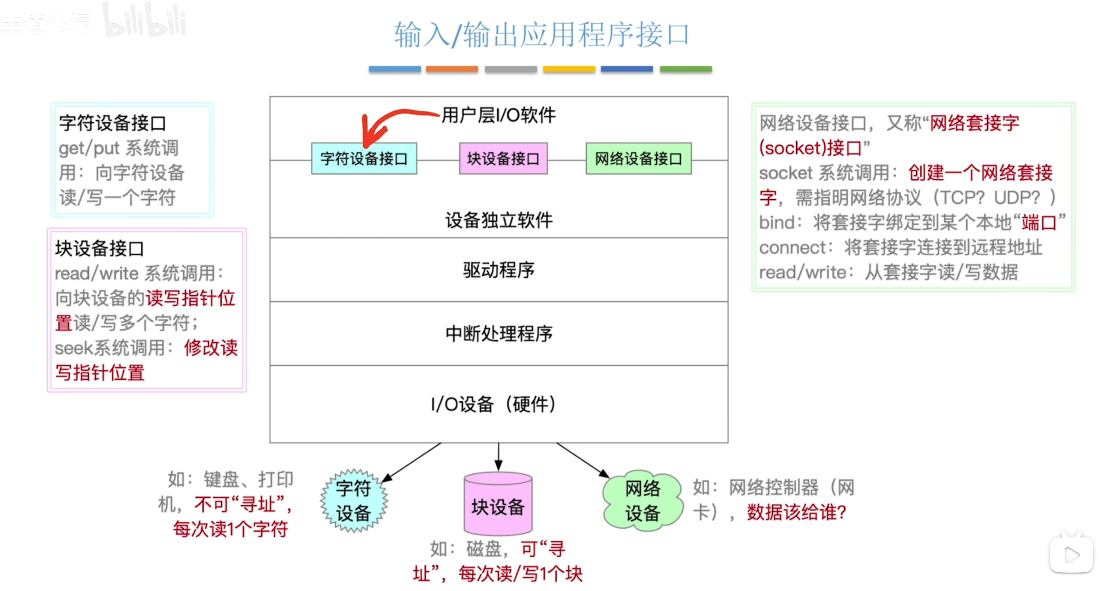 bilibili
输入/输出应用程序接口
字符设备接口
get/put 系统调
用：向字符设备
读/写一个字符
块设备接口
read/write 系统调用：
向块设备的读写指针位
置读/写多个字符；
seek系统调用：修改读
写指针位置
用户层I/O软件
字符设备接口
块设备接口
网络设备接口
设备独立软件
驱动程序
中断处理程序
I/O设备（硬件）
网络设备接口，又称“网络套接字
(socket)接口”
socket 系统调用：创建一个网络套接
字，需指明网络协议（TCP？UDP？）
bind：将套接字绑定到某个本地“端口”
connect：将套接字连接到远程地址
read/write：从套接字读/写数据
如：键盘、打印
机，不可“寻址”，
每次读1个字符
字符
设备
块设备
如：磁盘，可“寻
址”，每次读/写1个块
网络
设备
如：网络控制器（网
卡），数据该给谁？